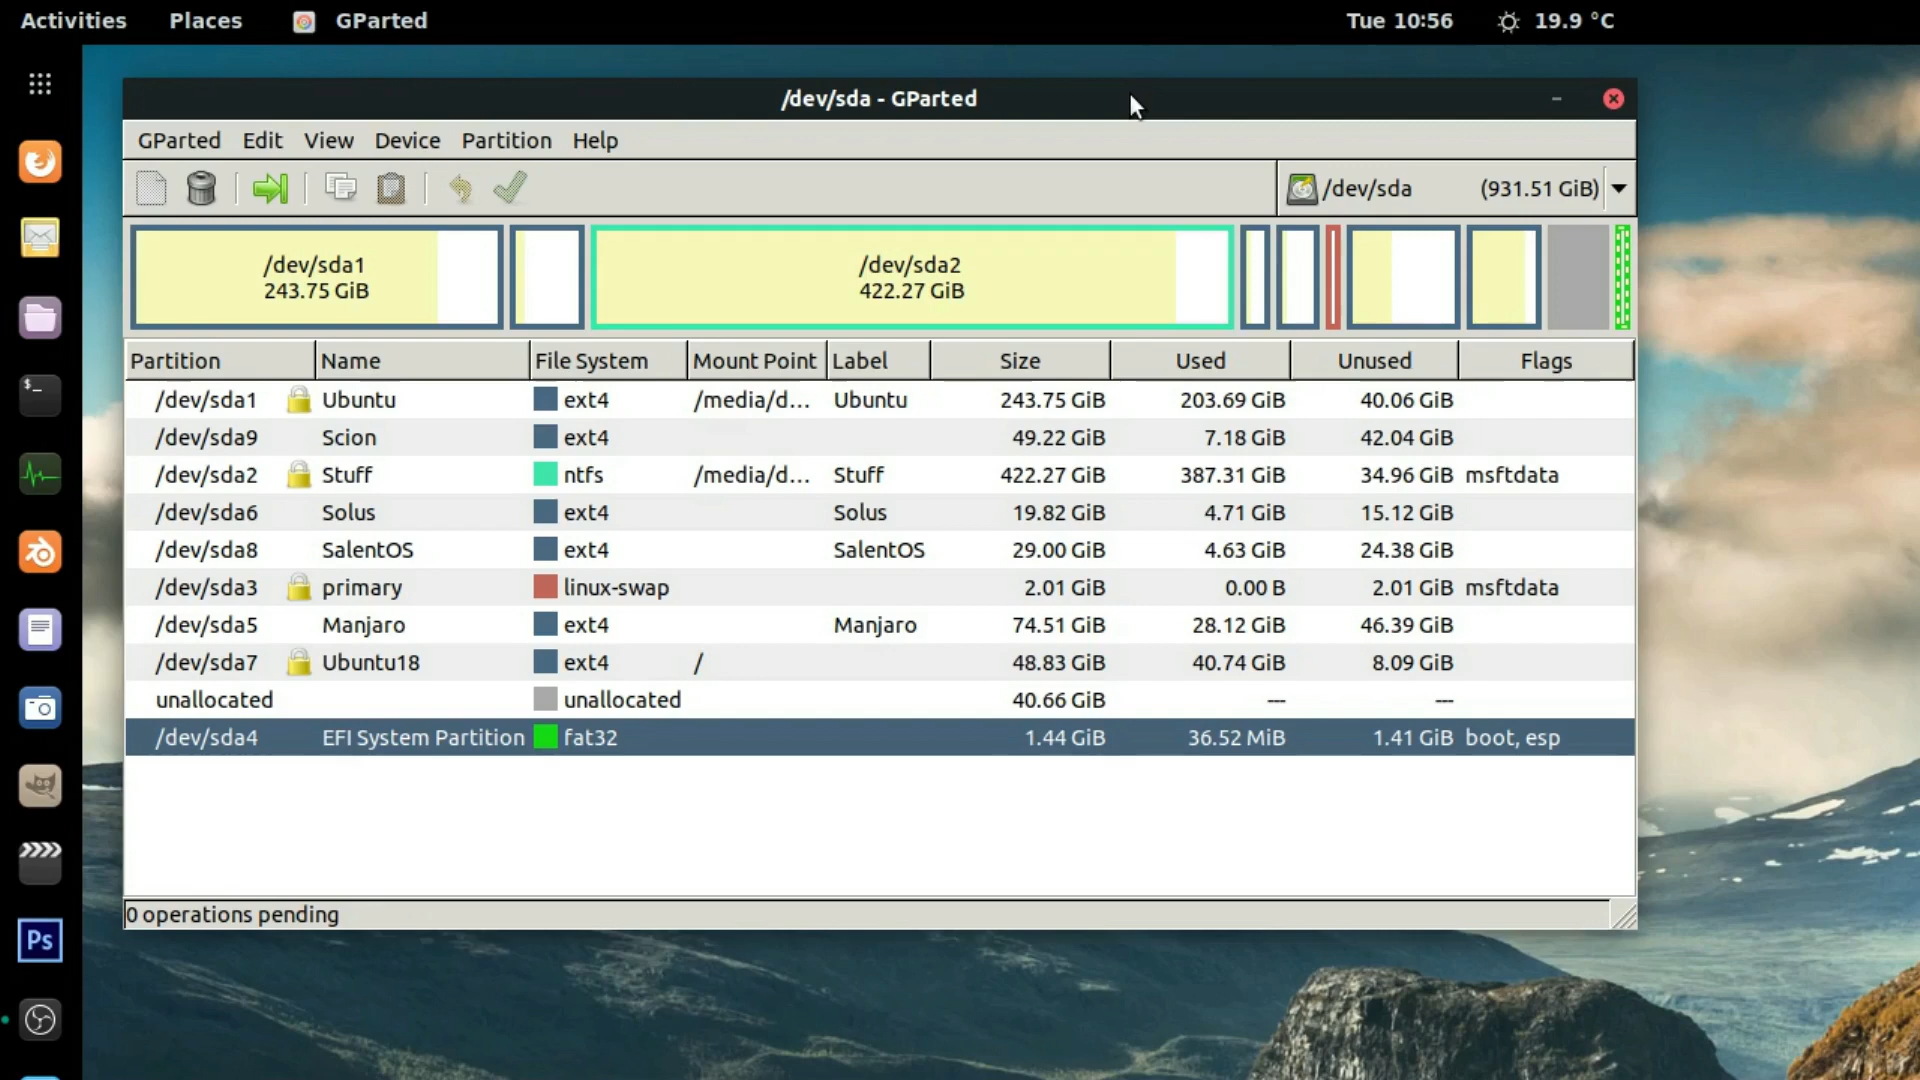 Activities Places GParted Tue 10:56 19.9 °C
/dev/sda - GParted
GParted Edit View Device Partition Help
/dev/sda (931.51 GiB)
/dev/sda1
243.75 GiB
/dev/sda2
422.27 GiB
Partition Name File System Mount Point Label Size Used Unused Flags
/dev/sda1 Ubuntu ext4 /media/d... Ubuntu 243.75 GiB 203.69 GiB 40.06 GiB
/dev/sda9 Scion ext4 49.22 GiB 7.18 GiB 42.04 GiB
/dev/sda2 Stuff ntfs /media/d... Stuff 422.27 GiB 387.31 GiB 34.96 GiB msftdata
/dev/sda6 Solus ext4 Solus 19.82 GiB 4.71 GiB 15.12 GiB
/dev/sda8 SalentOS ext4 SalentOS 29.00 GiB 4.63 GiB 24.38 GiB
/dev/sda3 primary linux-swap 2.01 GiB 0.00 B 2.01 GiB msftdata
/dev/sda5 Manjaro ext4 Manjaro 74.51 GiB 28.12 GiB 46.39 GiB
/dev/sda7 Ubuntu18 ext4 / 48.83 GiB 40.74 GiB 8.09 GiB
unallocated unallocated 40.66 GiB --- ---
/dev/sda4 EFI System Partition fat32 1.44 GiB 36.52 MiB 1.41 GiB boot, esp
0 operations pending
Ps